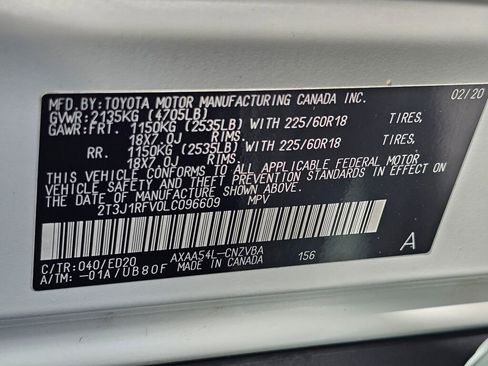 MFD.BY: TOYOTA MOTOR MANUFACTURING CANADA INC. 02/20
GVWR: 2135KG (4705LB)
GAWR: FRT. 1150KG (2535LB) WITH 225/60R18 TIRES,
18X7.0J RIMS.
RR. 1150KG (2535LB) WITH 225/60R18 TIRES,
18X7.0J RIMS.
THIS VEHICLE CONFORMS TO ALL APPLICABLE FEDERAL MOTOR
VEHICLE SAFETY AND THEFT PREVENTION STANDARDS IN EFFECT ON
THE DATE OF MANUFACTURE SHOWN ABOVE.
2T3J1RFV0LC096609 MPV
C/TR: 040/ED20 AXAA54L-CNZVBA
A/TM: -01A/UB80F MADE IN CANADA 156 A